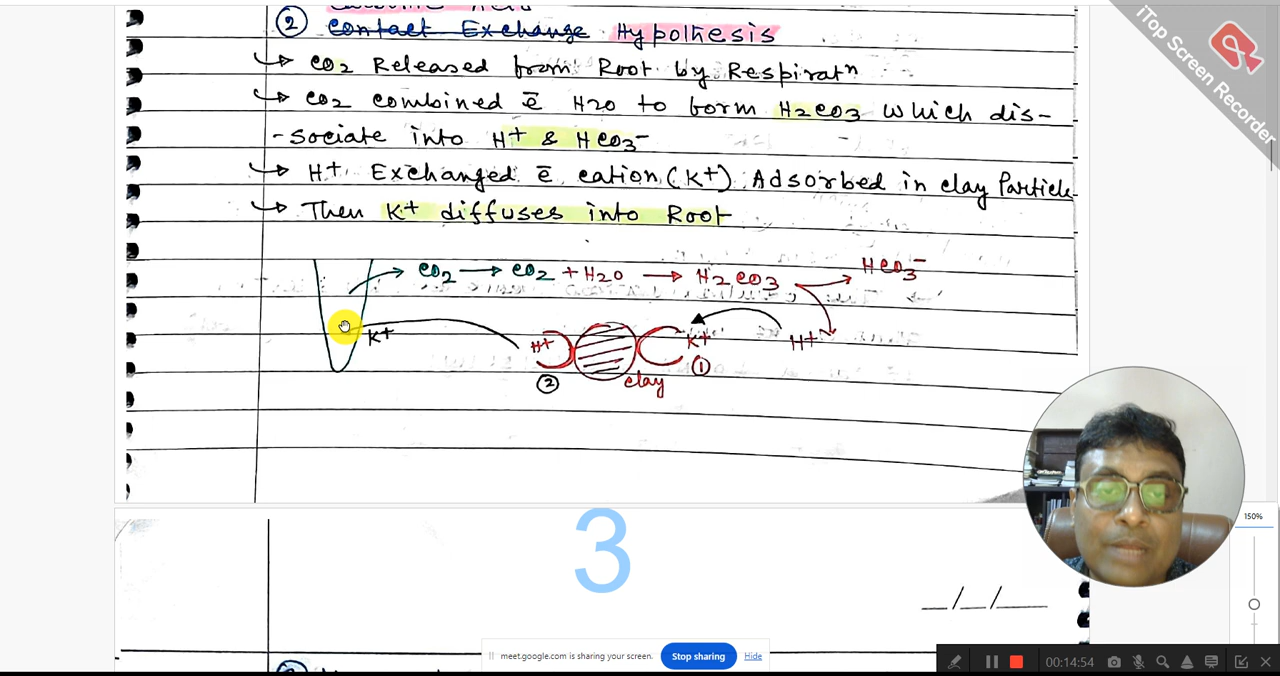 ② Contact Exchange Hypothesis
CO2 Released from Root by Respiratn
CO2 combined c̄ H2O to form H2CO3 which dis-
-sociate into H+ & HCO3-
H+ Exchanged c̄ cation (K+) Adsorbed in clay Particle
Then K+ diffuses into Root
CO2 → CO2 + H2O → H2CO3 HCO3-
K+ H+ K+ H+
② clay ①
3
_/_/_
iTop Screen Recorder
150%
meet.google.com is sharing your screen. Stop sharing Hide
00:14:54